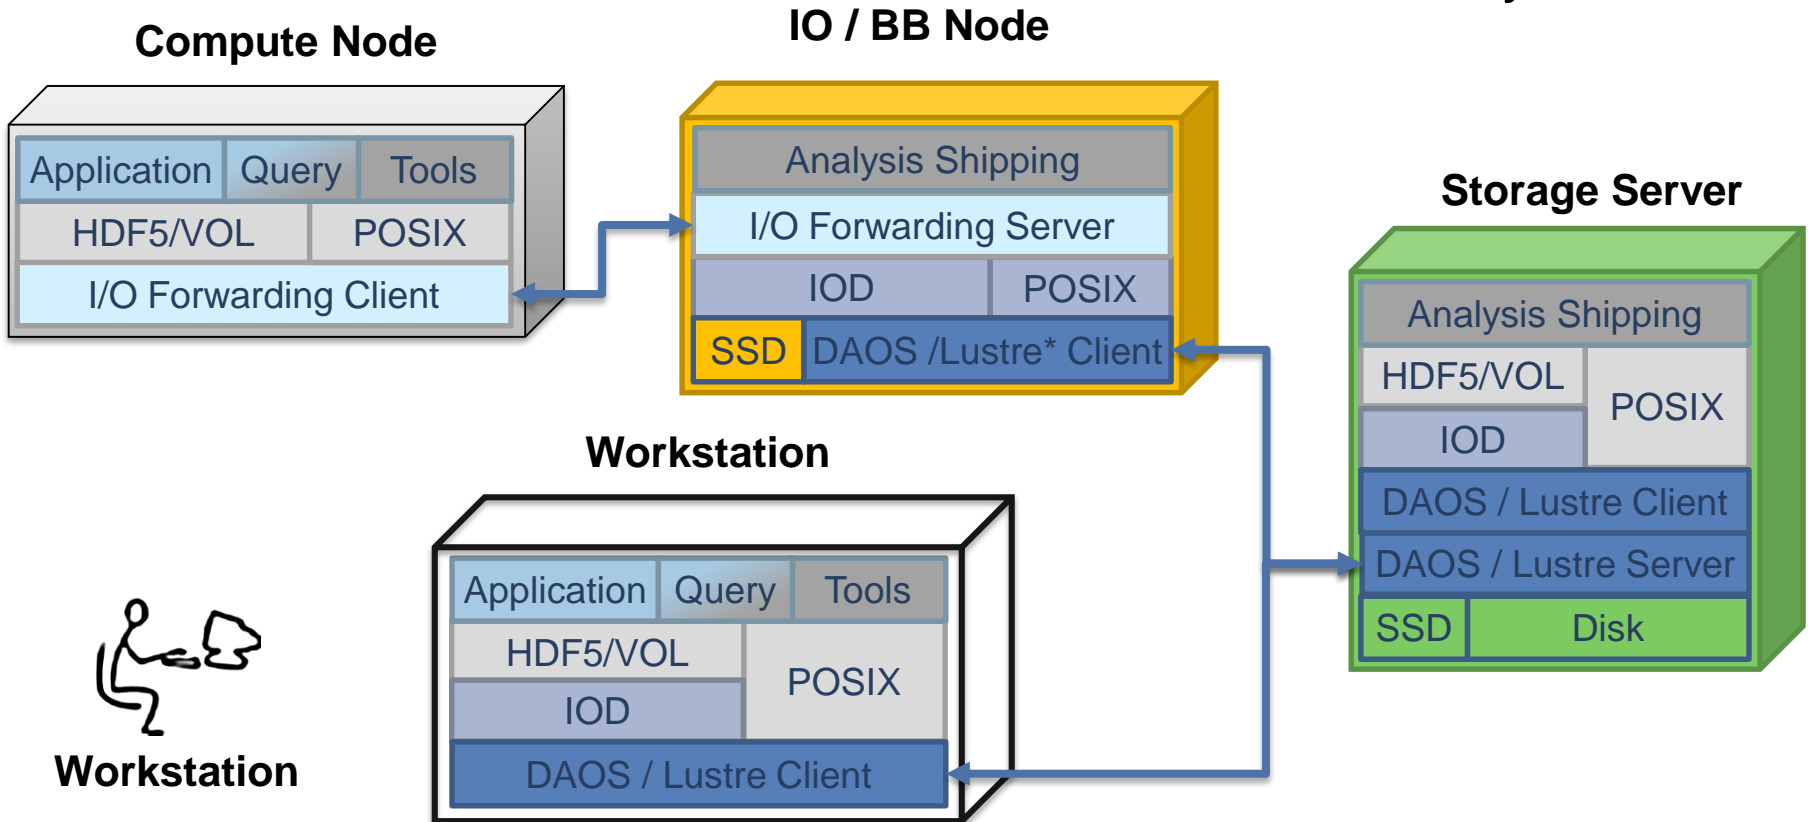 Compute Node
Application Query Tools
HDF5/VOL POSIX
I/O Forwarding Client
IO / BB Node
Analysis Shipping
I/O Forwarding Server
IOD POSIX
SSD DAOS /Lustre* Client
Storage Server
Analysis Shipping
HDF5/VOL
POSIX
IOD
DAOS / Lustre Client
DAOS / Lustre Server
SSD Disk
Workstation
Application Query Tools
HDF5/VOL
POSIX
IOD
DAOS / Lustre Client
Workstation